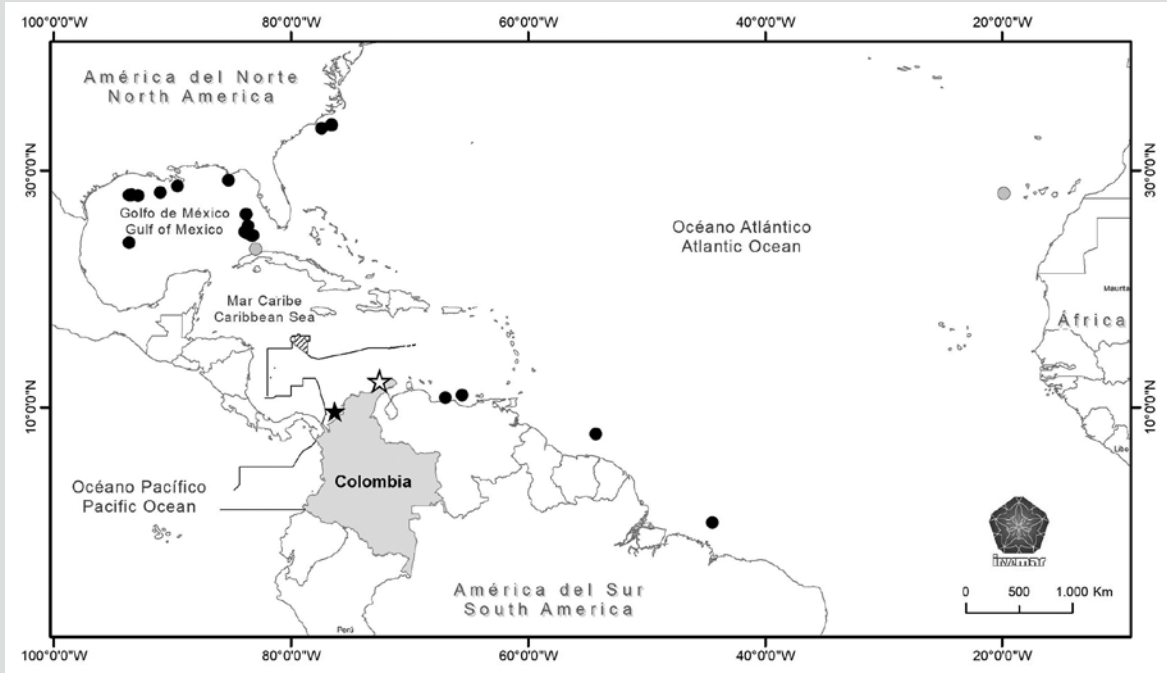 100°0'0"W 80°0'0"W 60°0'0"W 40°0'0"W 20°0'0"W
América del Norte
North America
30°0'0"N 30°0'0"N
Golfo de México
Gulf of Mexico
Océano Atlántico
Atlantic Ocean
Mar Caribe
Caribbean Sea
Maurita
África
10°0'0"N 10°0'0"N
Libe
Colombia
Océano Pacífico
Pacific Ocean
invemar
América del Sur
South America
0 500 1.000 Km
Perú
100°0'0"W 80°0'0"W 60°0'0"W 40°0'0"W 20°0'0"W